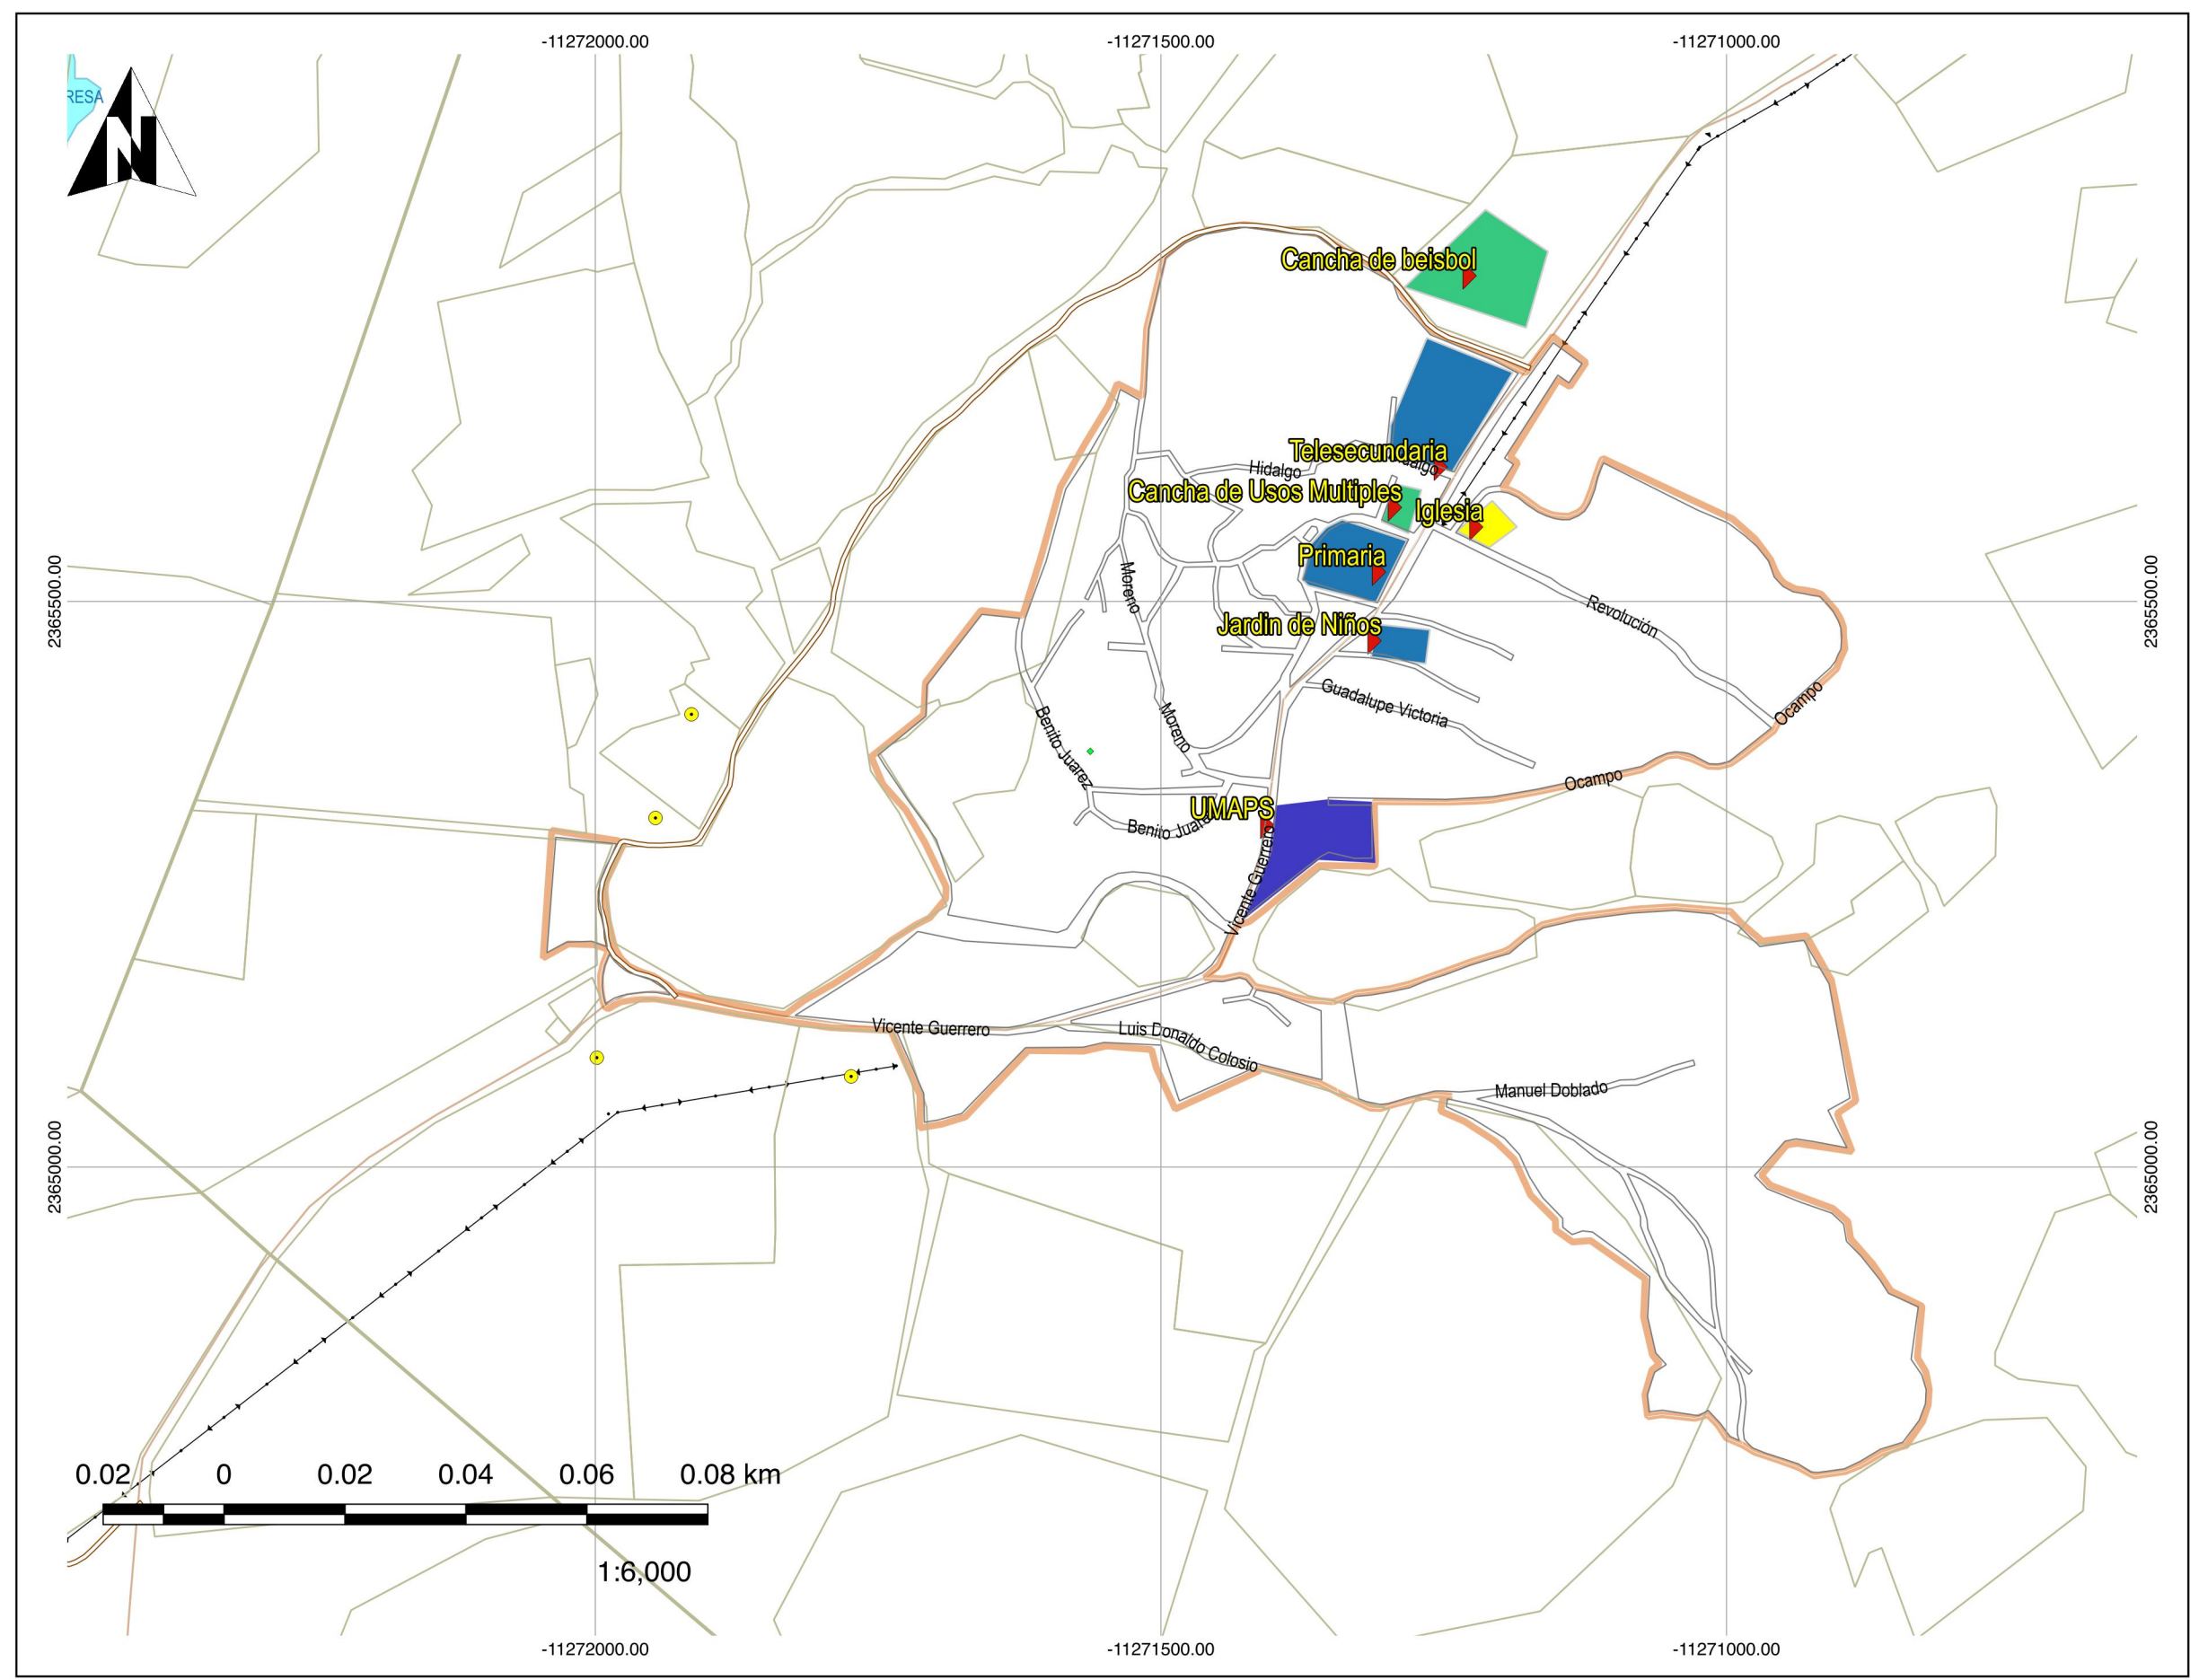 -11272000.00 -11271500.00 -11271000.00
RESA
N
Cancha de beisbol
Telesecundaria
Hidalgo
Cancha de Usos Multiples
Iglesia
Primaria
2365500.00
2365500.00
Moreno
Revolución
Jardin de Niños
Guadalupe Victoria
Ocampo
Moreno
Benito Juarez
Ocampo
UMAPS
Benito Juarez
Vicente Guerrero
Vicente Guerrero
Luis Donaldo Colosio
Manuel Doblado
2365000.00
2365000.00
0.02 0 0.02 0.04 0.06 0.08 km
1:6,000
-11272000.00 -11271500.00 -11271000.00